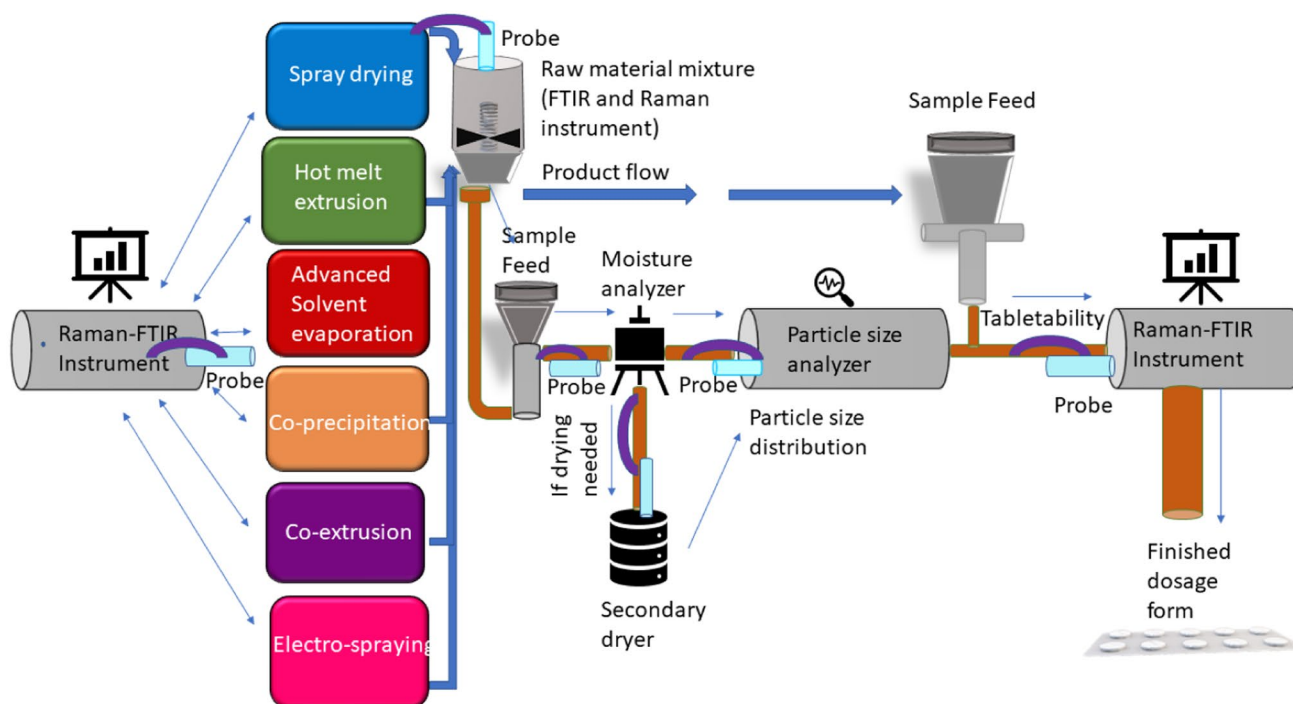 Probe
Spray drying
Raw material mixture
(FTIR and Raman
instrument)
Sample Feed
Hot melt
extrusion
Product flow
Sample
Feed
Moisture
analyzer
Advanced
Solvent
evaporation
Raman-FTIR
Instrument
Probe
Particle size
analyzer
Tabletability
Raman-FTIR
Instrument
Probe
Probe
Probe
Co-precipitation
If drying
needed
Particle size
distribution
Co-extrusion
Finished
dosage
form
Secondary
dryer
Electro-spraying